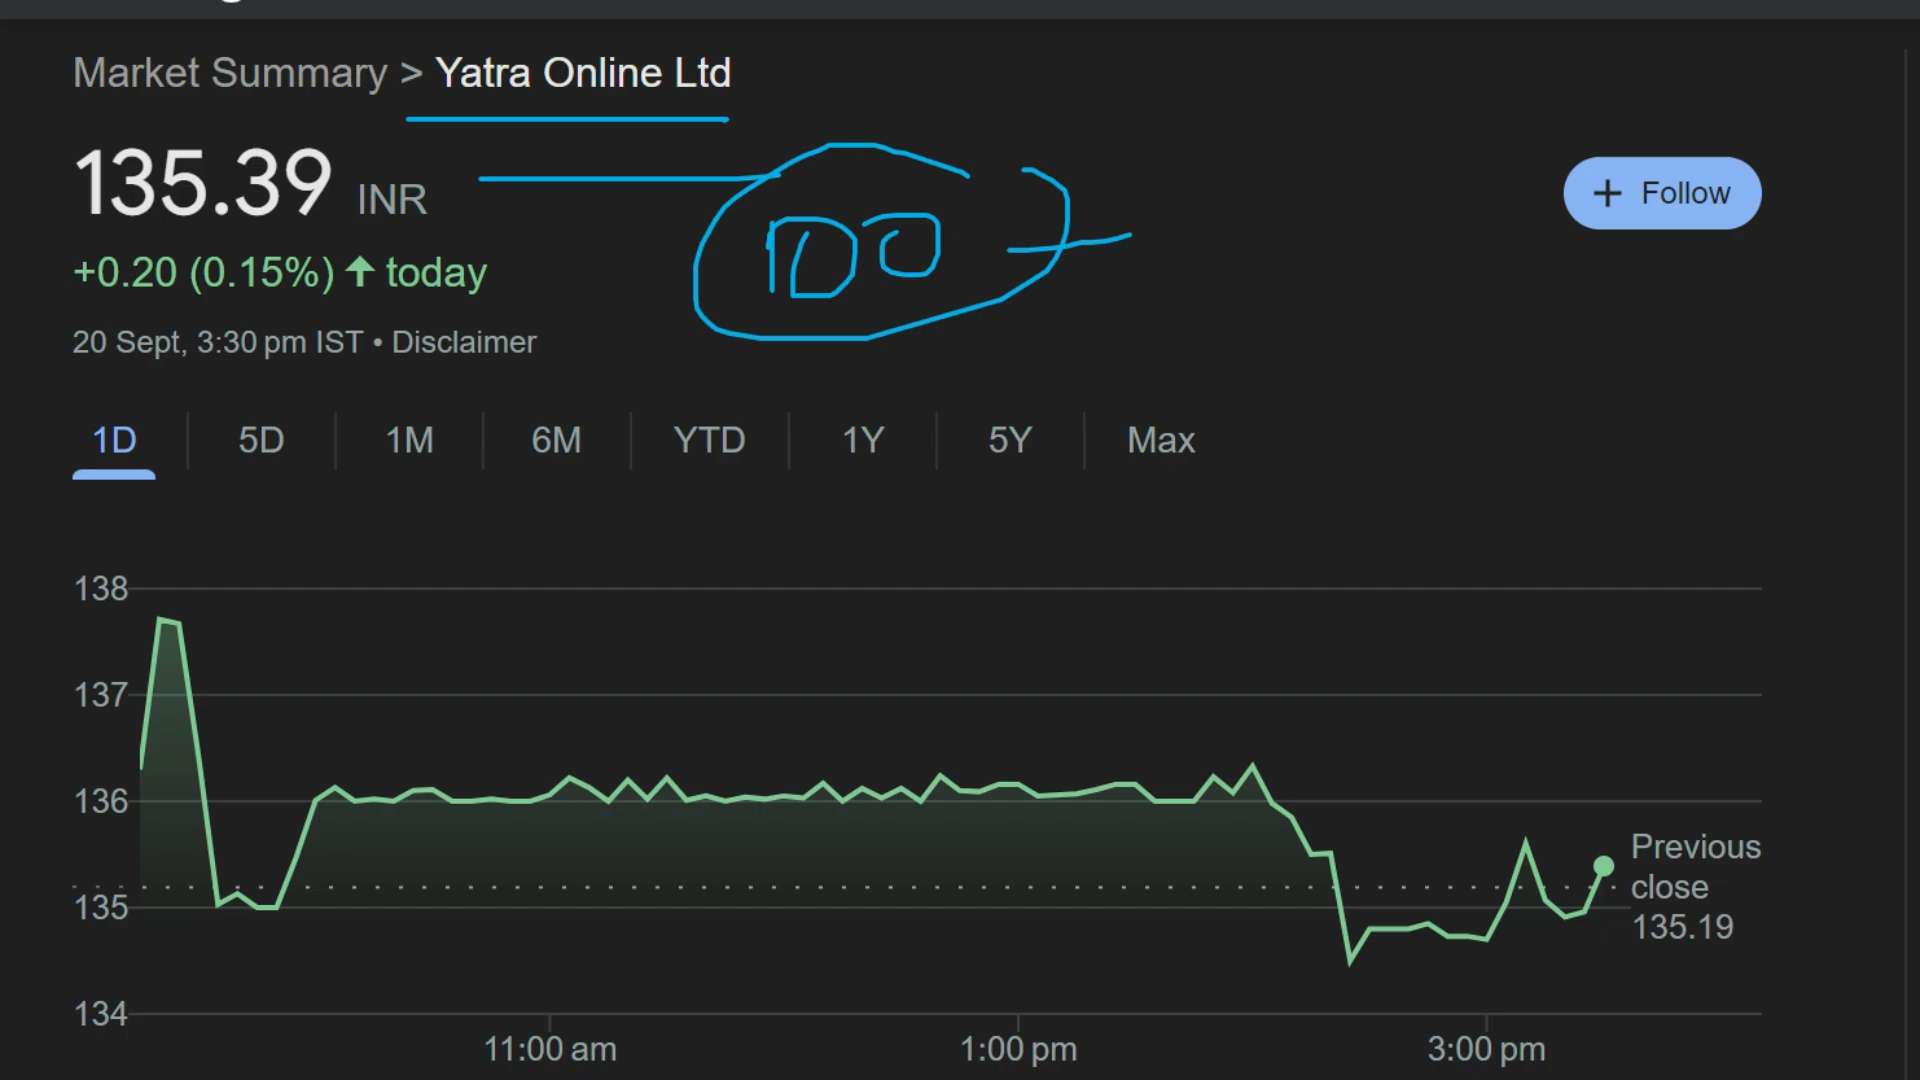 Market Summary > Yatra Online Ltd
135.39 INR
+ Follow
100
+0.20 (0.15%) ↑ today
20 Sept, 3:30 pm IST • Disclaimer
1D 5D 1M 6M YTD 1Y 5Y Max
138
137
136
135
134
Previous
close
135.19
11:00 am 1:00 pm 3:00 pm